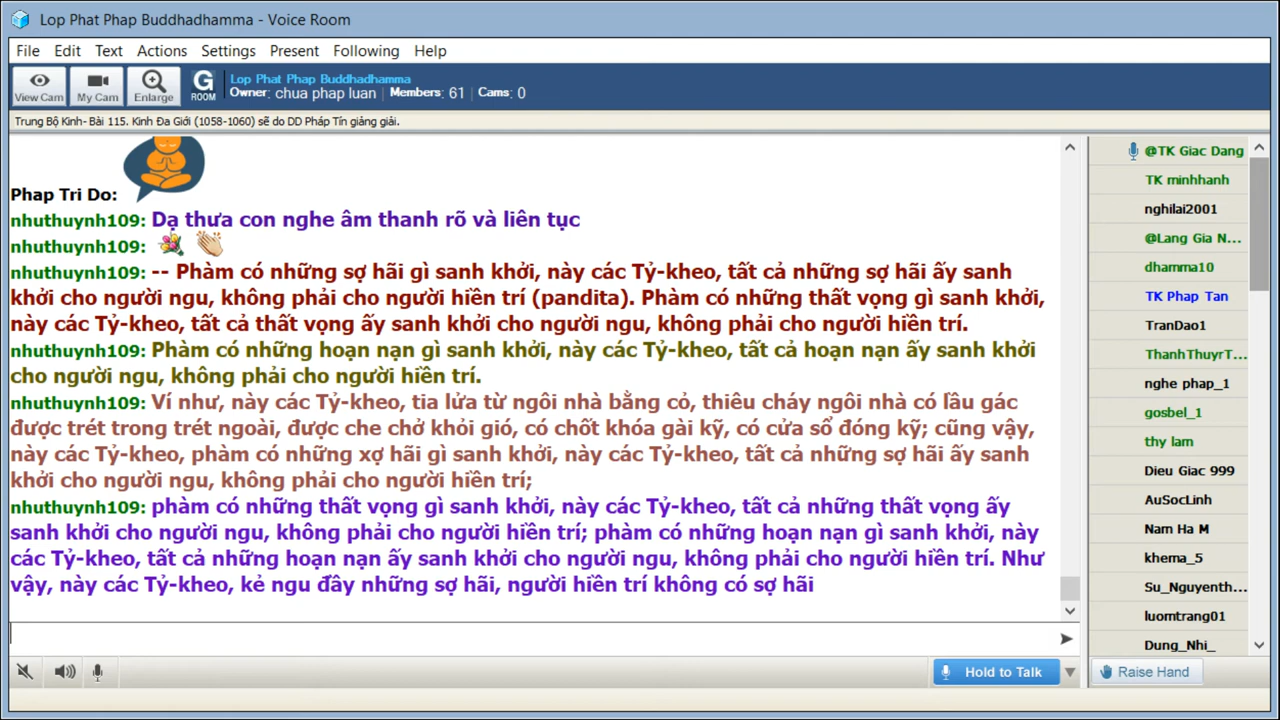 Lop Phat Phap Buddhadhamma - Voice Room
File Edit Text Actions Settings Present Following Help
View Cam My Cam Enlarge G ROOM
Lop Phat Phap Buddhadhamma
Owner: chua phap luan Members: 61 Cams: 0
Trung Bộ Kinh- Bài 115. Kinh Đa Giới (1058-1060) sẽ do DD Pháp Tín giảng giải.
Phap Tri Do:
nhuthuynh109: Dạ thưa con nghe âm thanh rõ và liên tục
nhuthuynh109:
nhuthuynh109: -- Phàm có những sợ hãi gì sanh khởi, này các Tỷ-kheo, tất cả những sợ hãi ấy sanh
khởi cho người ngu, không phải cho người hiền trí (pandita). Phàm có những thất vọng gì sanh khởi,
này các Tỷ-kheo, tất cả thất vọng ấy sanh khởi cho người ngu, không phải cho người hiền trí.
nhuthuynh109: Phàm có những hoạn nạn gì sanh khởi, này các Tỷ-kheo, tất cả hoạn nạn ấy sanh khởi
cho người ngu, không phải cho người hiền trí.
nhuthuynh109: Ví như, này các Tỷ-kheo, tia lửa từ ngôi nhà bằng cỏ, thiêu cháy ngôi nhà có lầu gác
được trét trong trét ngoài, được che chở khỏi gió, có chốt khóa gài kỹ, có cửa sổ đóng kỹ; cũng vậy,
này các Tỷ-kheo, phàm có những xợ hãi gì sanh khởi, này các Tỷ-kheo, tất cả những sợ hãi ấy sanh
khởi cho người ngu, không phải cho người hiền trí;
nhuthuynh109: phàm có những thất vọng gì sanh khởi, này các Tỷ-kheo, tất cả những thất vọng ấy
sanh khởi cho người ngu, không phải cho người hiền trí; phàm có những hoạn nạn gì sanh khởi, này
các Tỷ-kheo, tất cả những hoạn nạn ấy sanh khởi cho người ngu, không phải cho người hiền trí. Như
vậy, này các Tỷ-kheo, kẻ ngu đầy những sợ hãi, người hiền trí không có sợ hãi
@TK Giac Dang
TK minhhanh
nghilai2001
@Lang Gia N...
dhamma10
TK Phap Tan
TranDao1
ThanhThuyrT...
nghe phap_1
gosbel_1
thy lam
Dieu Giac 999
AuSocLinh
Nam Ha M
khema_5
Su_Nguyenth...
luomtrang01
Dung_Nhi_
Hold to Talk
Raise Hand